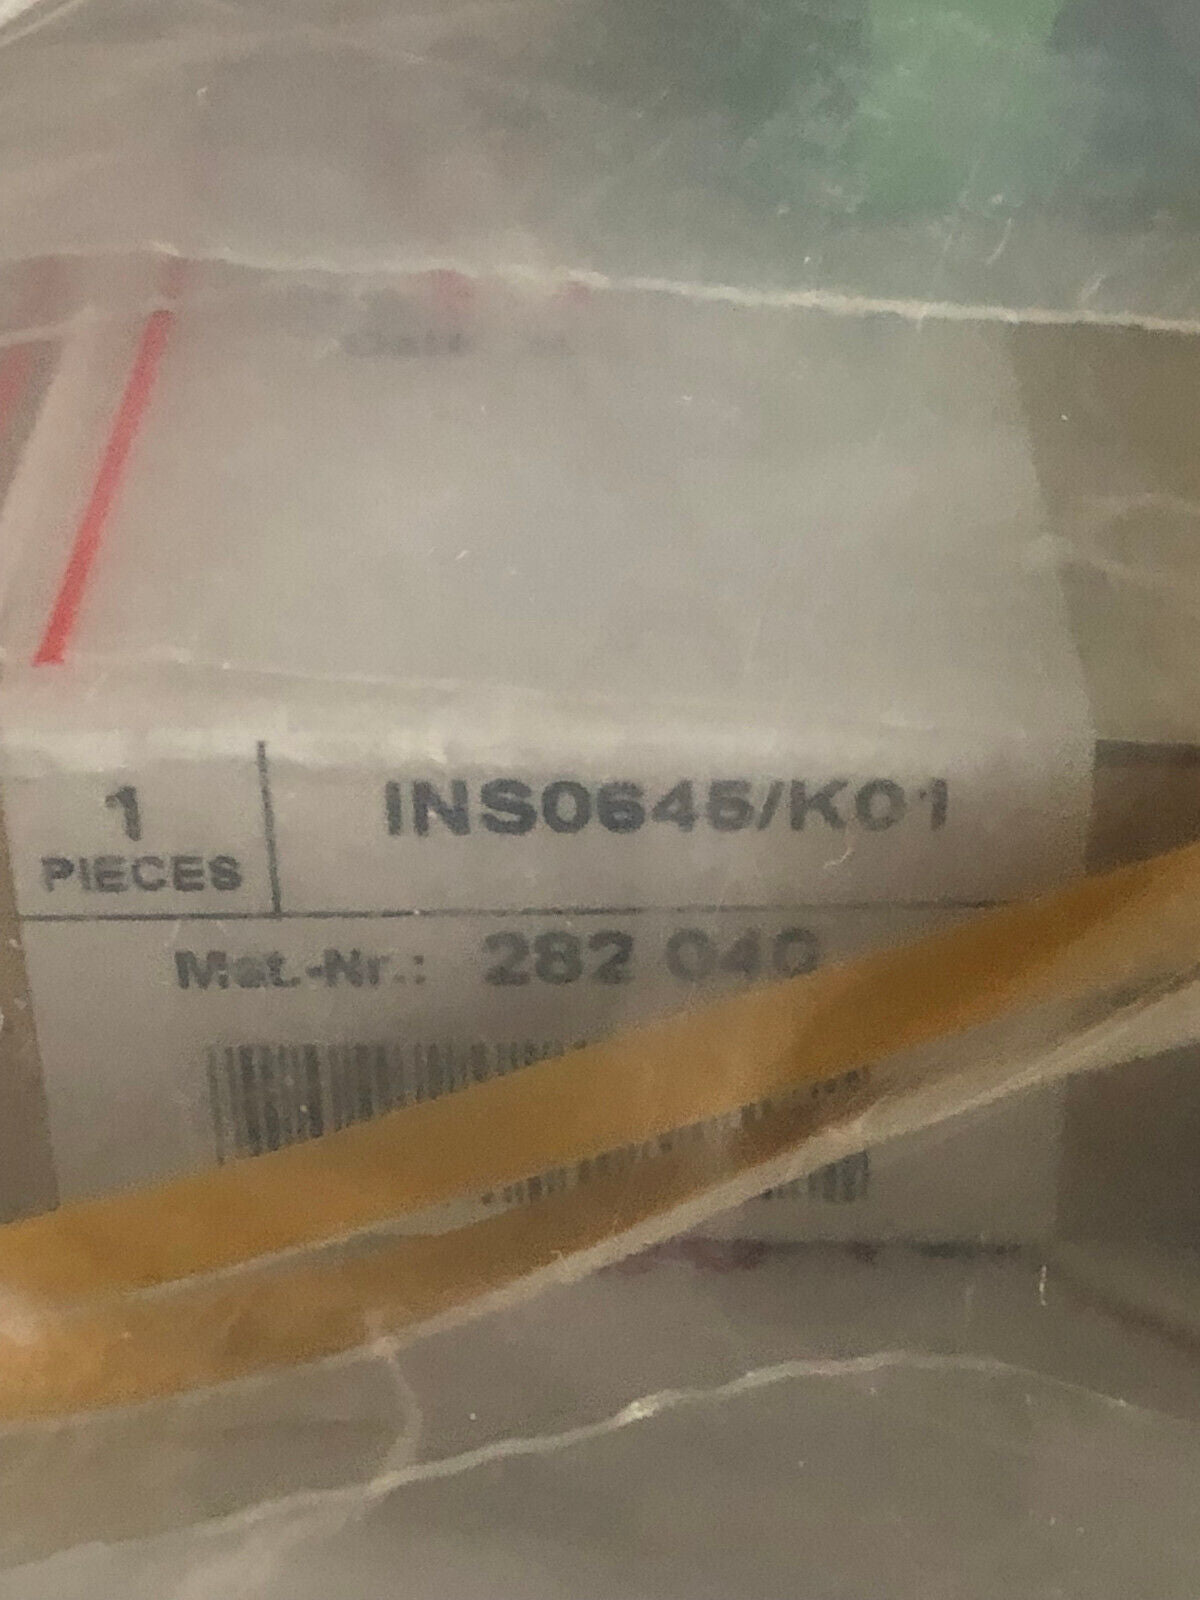 1
PIECES
INS0645/K01
Mat.-Nr.: 282 040